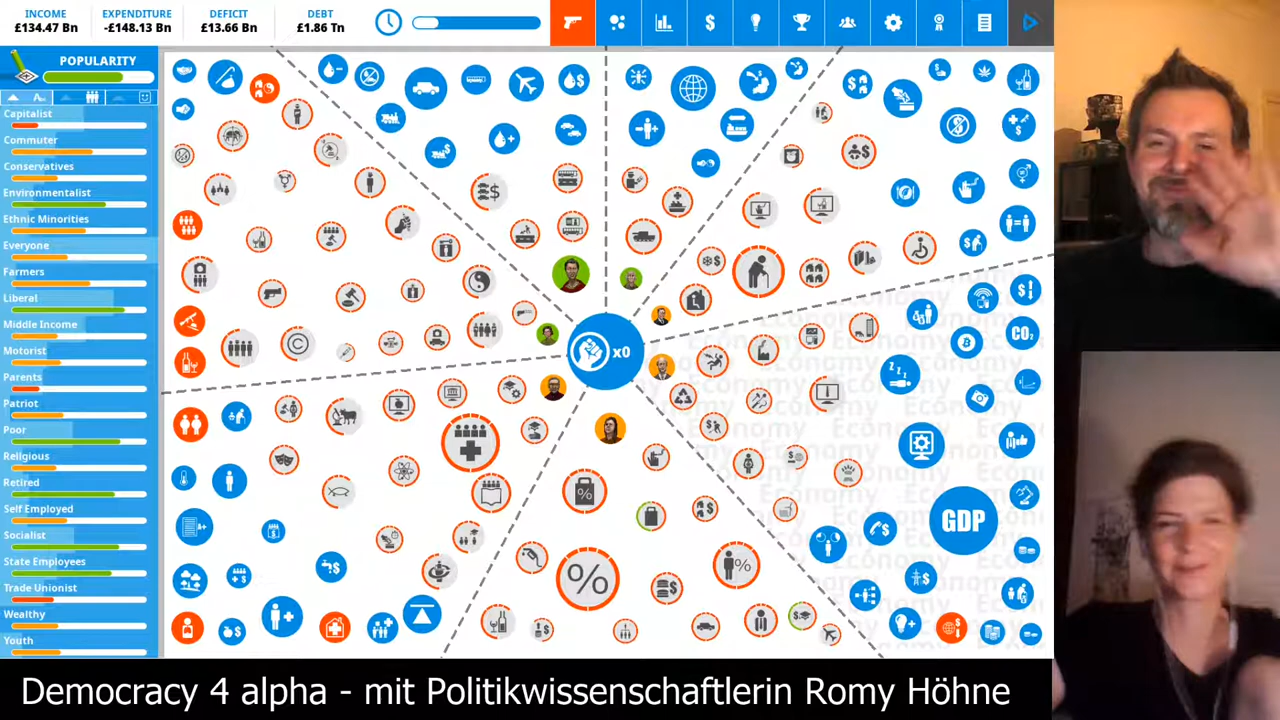 INCOME EXPENDITURE DEFICIT DEBT
£134.47 Bn -£148.13 Bn £13.66 Bn £1.86 Tn
POPULARITY
Capitalist
Commuter
Conservatives
Environmentalist
Ethnic Minorities
Everyone
Farmers
Liberal
Middle Income
Motorist
Parents
Patriot
Poor
Religious
Retired
Self Employed
Socialist
State Employees
Trade Unionist
Wealthy
Youth
x0
CO₂
GDP
Economy
Democracy 4 alpha - mit Politikwissenschaftlerin Romy Höhne